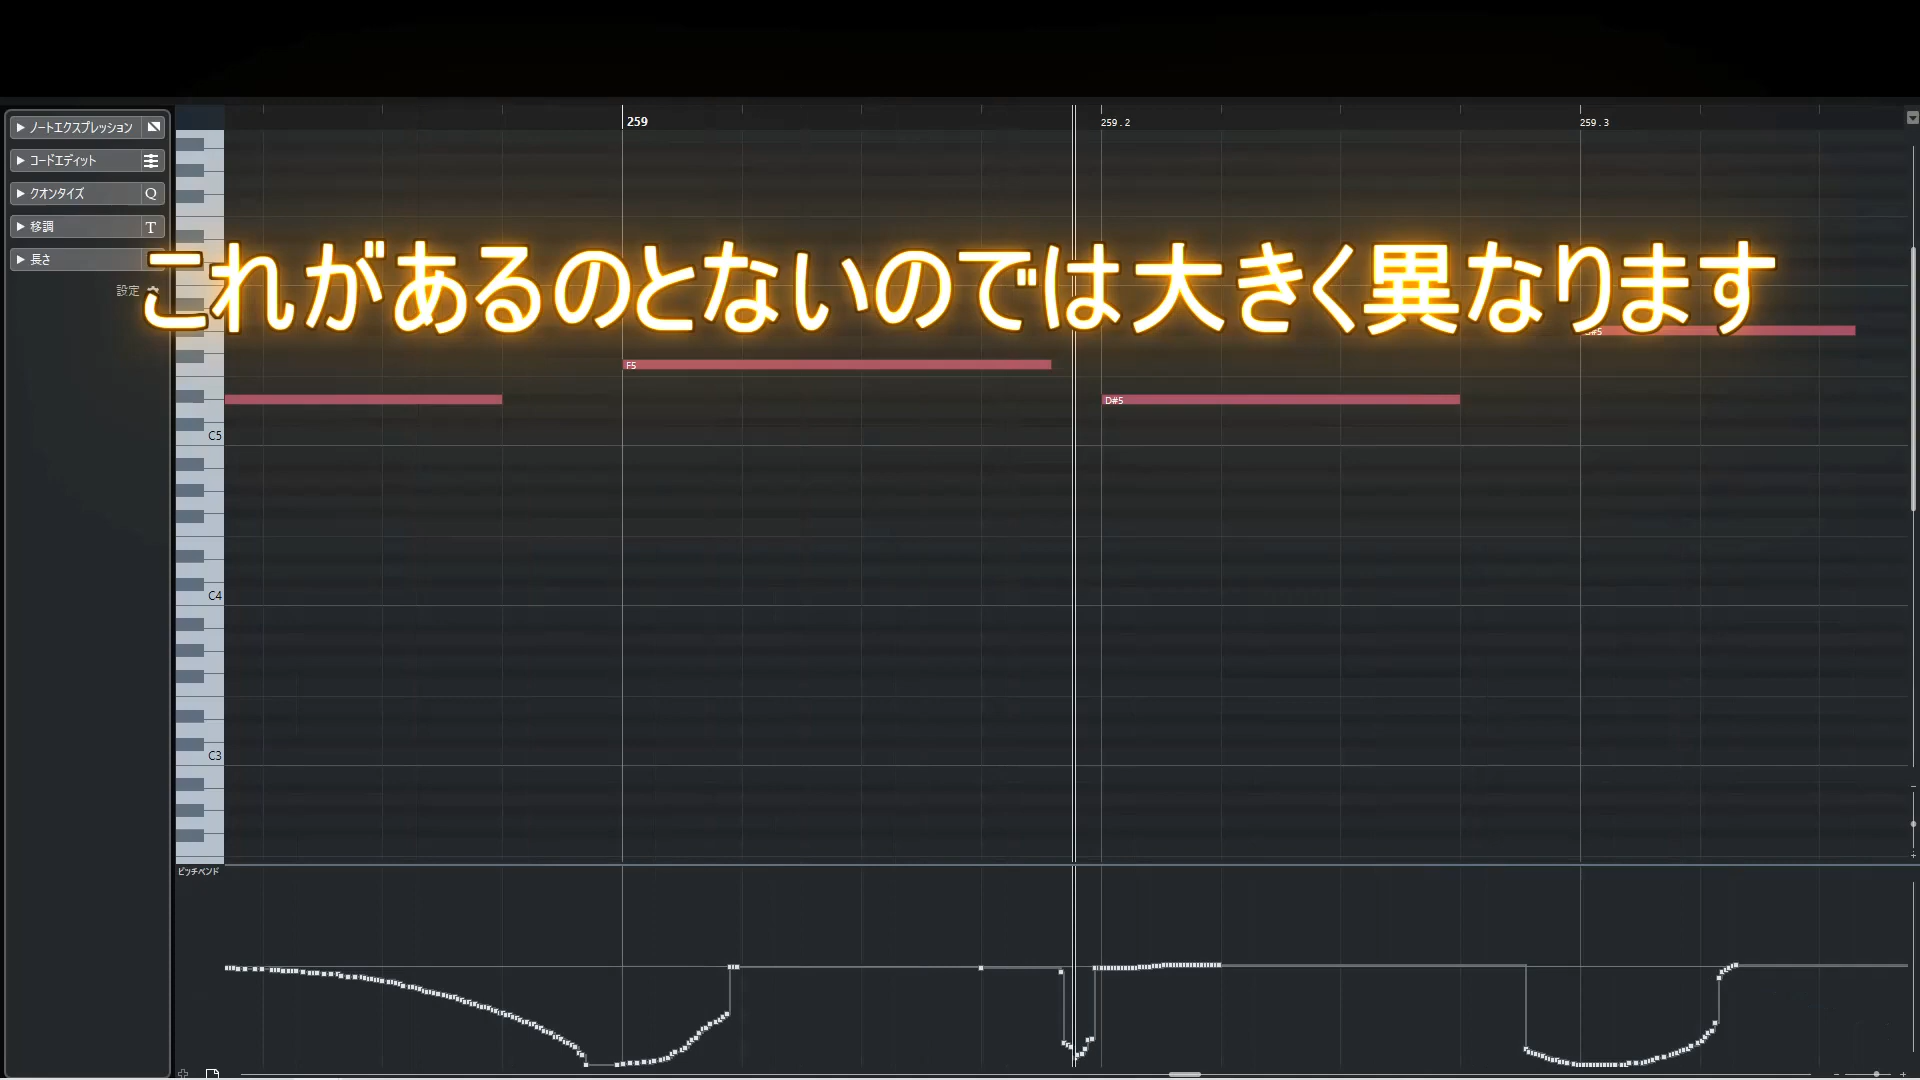 259
259.2
259.3
ノートエクスプレッション
コードエディット
クオンタイズ Q
移調 T
長さ
設定
これがあるのとないのでは大きく異なります
F5
D#5
C5
C4
C3
ピッチベンド